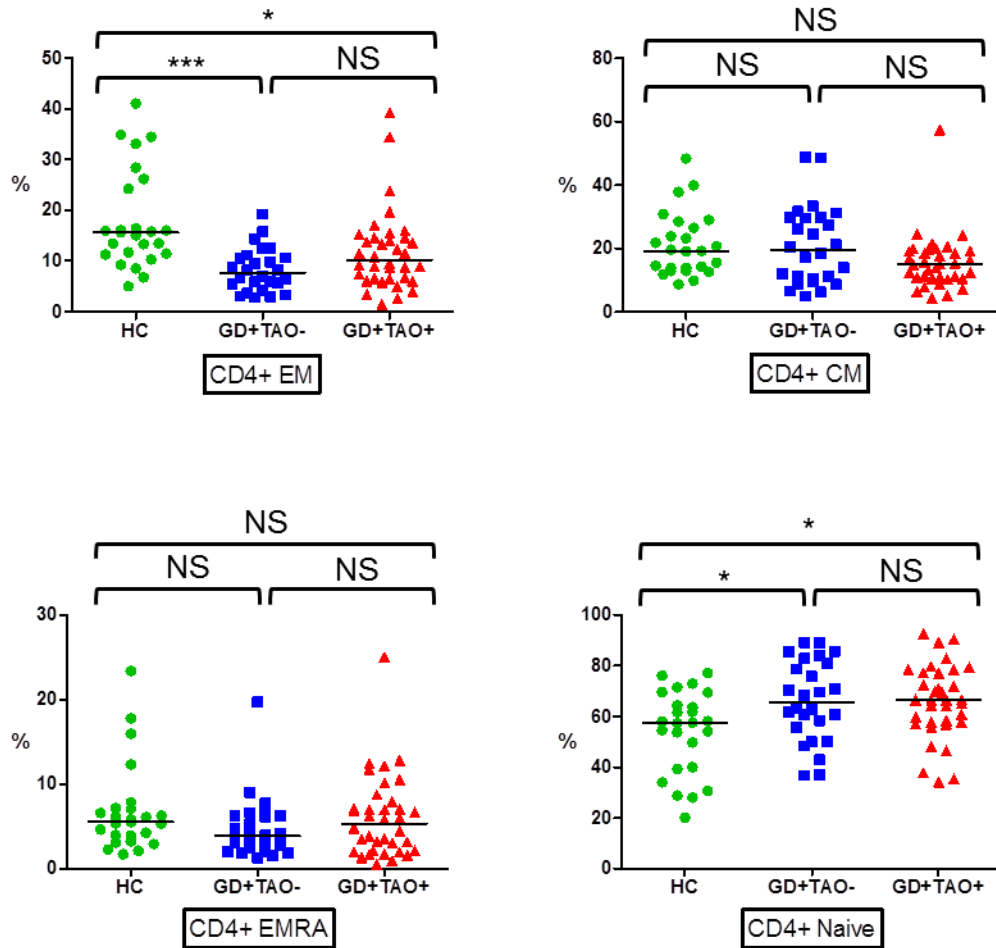 *
***
NS
50
40
30
20
10
0
%
HC
GD+TAO-
GD+TAO+
CD4+ EM
NS
NS
NS
80
60
40
20
0
%
HC
GD+TAO-
GD+TAO+
CD4+ CM
NS
NS
NS
30
20
10
0
%
HC
GD+TAO-
GD+TAO+
CD4+ EMRA
*
*
NS
100
80
60
40
20
0
%
HC
GD+TAO-
GD+TAO+
CD4+ Naive